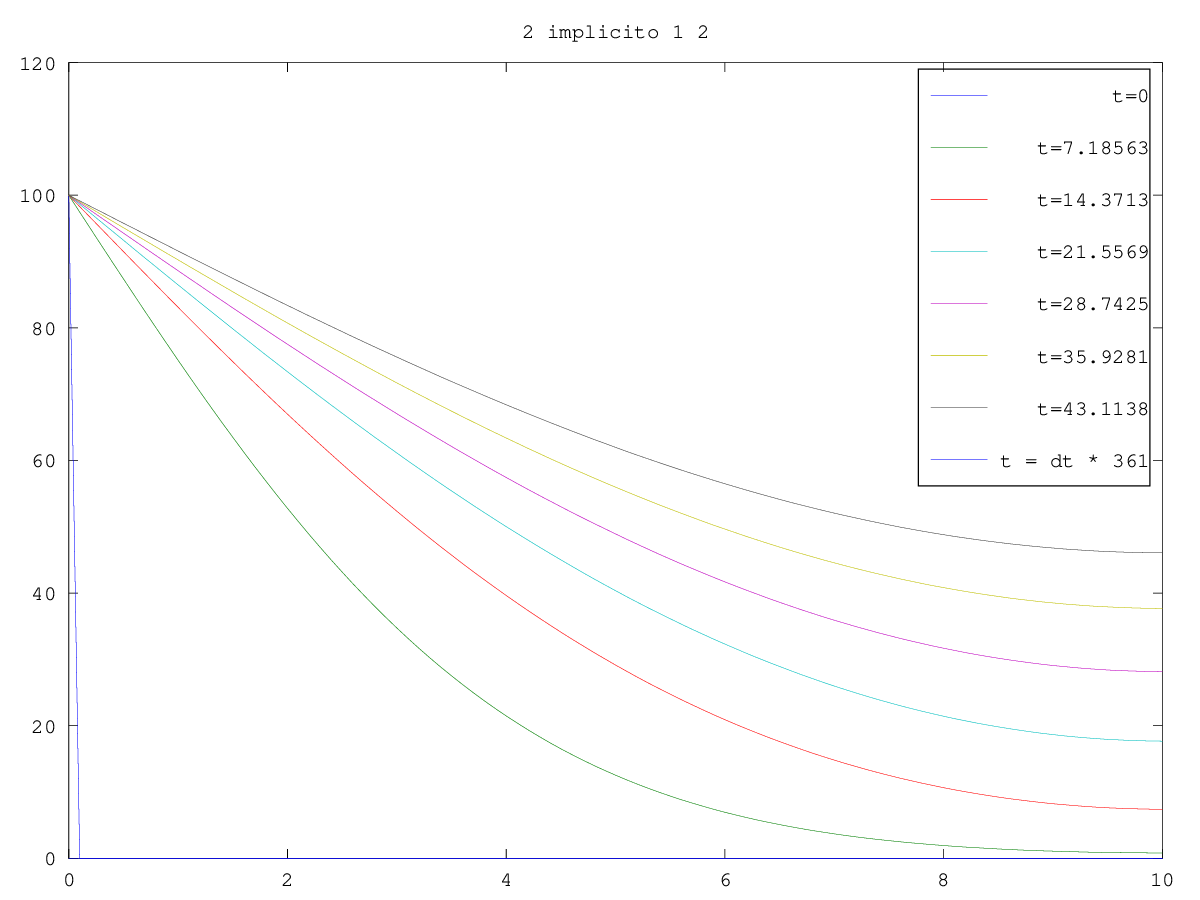 2 implicito 1 2
120
100
80
60
40
20
0
0 2 4 6 8 10
t=0
t=7.18563
t=14.3713
t=21.5569
t=28.7425
t=35.9281
t=43.1138
t = dt * 361